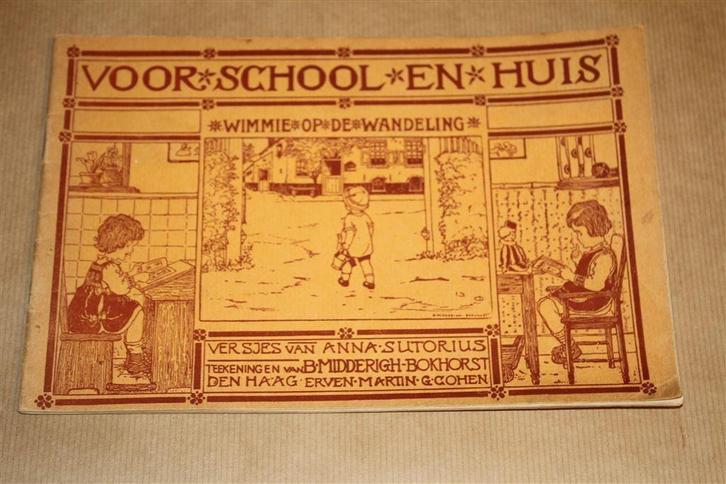 VOOR SCHOOL EN HUIS
WIMMIE OP DE WANDELING
VERSJES VAN ANNA SUTORIUS
TEEKENINGEN VAN B MIDDERIGH-BOKHORST
DEN HAAG ERVEN MARTIN G COHEN